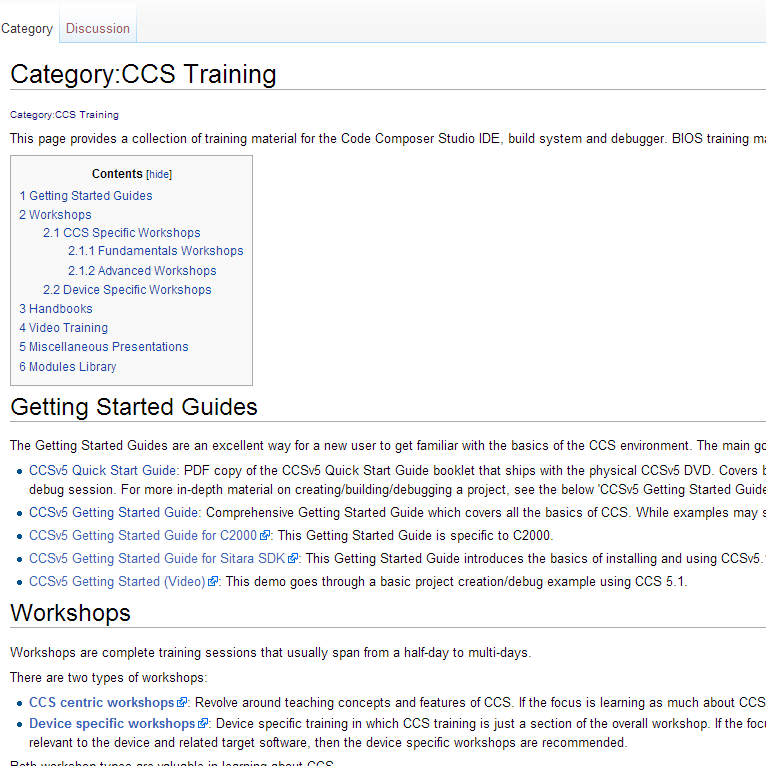 Category Discussion
Category:CCS Training
Category:CCS Training
This page provides a collection of training material for the Code Composer Studio IDE, build system and debugger. BIOS training
Contents [hide]
1 Getting Started Guides
2 Workshops
2.1 CCS Specific Workshops
2.1.1 Fundamentals Workshops
2.1.2 Advanced Workshops
2.2 Device Specific Workshops
3 Handbooks
4 Video Training
5 Miscellaneous Presentations
6 Modules Library
Getting Started Guides
The Getting Started Guides are an excellent way for a new user to get familiar with the basics of the CCS environment. The main
CCSv5 Quick Start Guide: PDF copy of the CCSv5 Quick Start Guide booklet that ships with the physical CCSv5 DVD. Covers
debug session. For more in-depth material on creating/building/debugging a project, see the below 'CCSv5 Getting Started Guide
CCSv5 Getting Started Guide: Comprehensive Getting Started Guide which covers all the basics of CCS. While examples may
CCSv5 Getting Started Guide for C2000: This Getting Started Guide is specific to C2000.
CCSv5 Getting Started Guide for Sitara SDK: This Getting Started Guide introduces the basics of installing and using CCSv5.
CCSv5 Getting Started (Video): This demo goes through a basic project creation/debug example using CCS 5.1.
Workshops
Workshops are complete training sessions that usually span from a half-day to multi-days.
There are two types of workshops:
CCS centric workshops: Revolve around teaching concepts and features of CCS. If the focus is learning as much about CCS
Device specific workshops: Device specific training in which CCS training is just a section of the overall workshop. If the
relevant to the device and related target software, then the device specific workshops are recommended.
Both workshop types are valuable in learning about CCS.